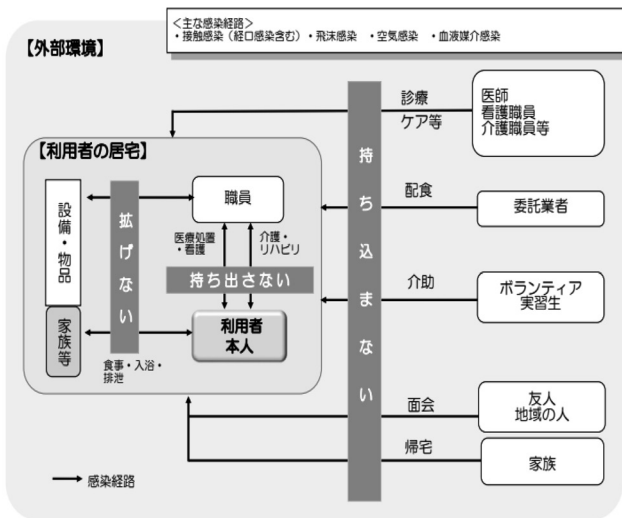 <主な感染経路>
・接触感染（経口感染含む）・飛沫感染　・空気感染　・血液媒介感染
【外部環境】
診療
ケア等
医師
看護職員
介護職員等
【利用者の居宅】
設備・物品
拡げない
職員
持ち込まない
配食
委託業者
医療処置
・看護
介護・
リハビリ
持ち出さない
介助
ボランティア
実習生
家族等
利用者
本人
食事・入浴・
排泄
面会
友人
地域の人
帰宅
家族
感染経路